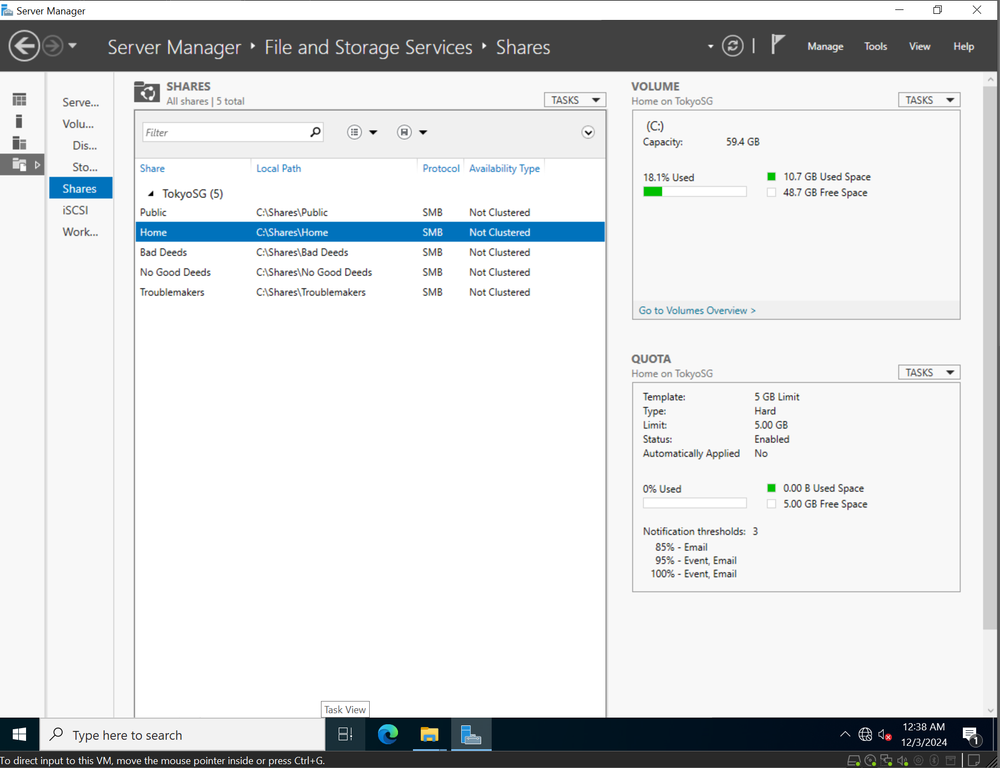 Server Manager
Server Manager ‣ File and Storage Services ‣ Shares
Manage Tools View Help
Serve...
Volu...
Dis...
Sto...
Shares
iSCSI
Work...
SHARES
All shares | 5 total
TASKS
Filter
Share Local Path Protocol Availability Type
TokyoSG (5)
Public C:\Shares\Public SMB Not Clustered
Home C:\Shares\Home SMB Not Clustered
Bad Deeds C:\Shares\Bad Deeds SMB Not Clustered
No Good Deeds C:\Shares\No Good Deeds SMB Not Clustered
Troublemakers C:\Shares\Troublemakers SMB Not Clustered
VOLUME
Home on TokyoSG
TASKS
(C:)
Capacity: 59.4 GB
18.1% Used
10.7 GB Used Space
48.7 GB Free Space
Go to Volumes Overview >
QUOTA
Home on TokyoSG
TASKS
Template: 5 GB Limit
Type: Hard
Limit: 5.00 GB
Status: Enabled
Automatically Applied No
0% Used
0.00 B Used Space
5.00 GB Free Space
Notification thresholds: 3
85% - Email
95% - Event, Email
100% - Event, Email
Task View
Type here to search
12:38 AM
12/3/2024
1
To direct input to this VM, move the mouse pointer inside or press Ctrl+G.